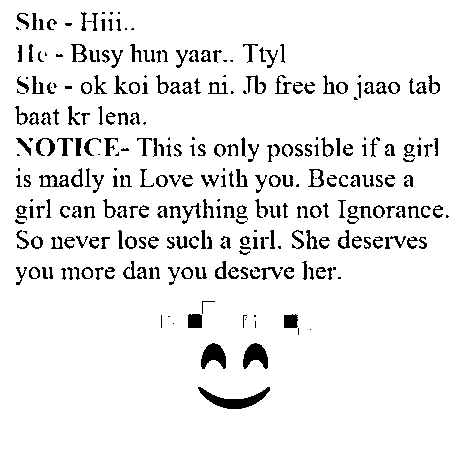 She - Hiii..
He - Busy hun yaar.. Ttyl
She - ok koi baat ni. Jb free ho jaao tab
baat kr lena.
NOTICE- This is only possible if a girl
is madly in Love with you. Because a
girl can bare anything but not Ignorance.
So never lose such a girl. She deserves
you more dan you deserve her.